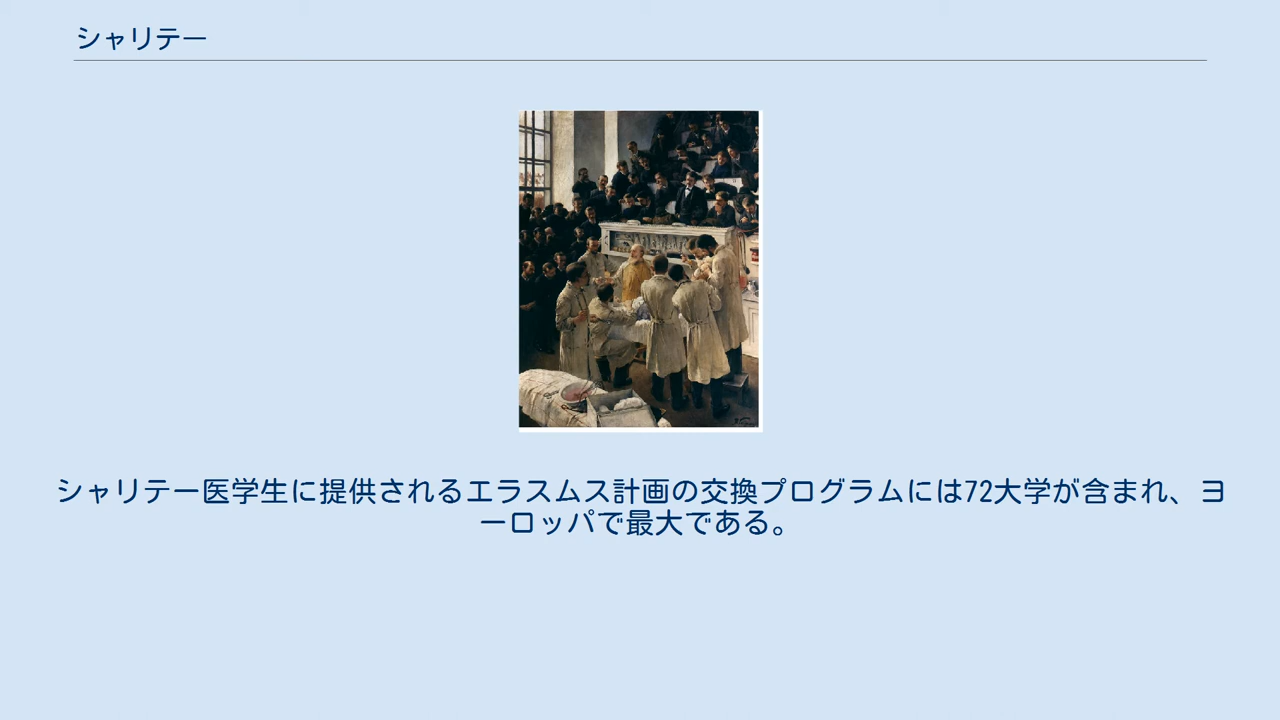 シャリテー
シャリテー医学生に提供されるエラスムス計画の交換プログラムには72大学が含まれ、ヨ
ーロッパで最大である。